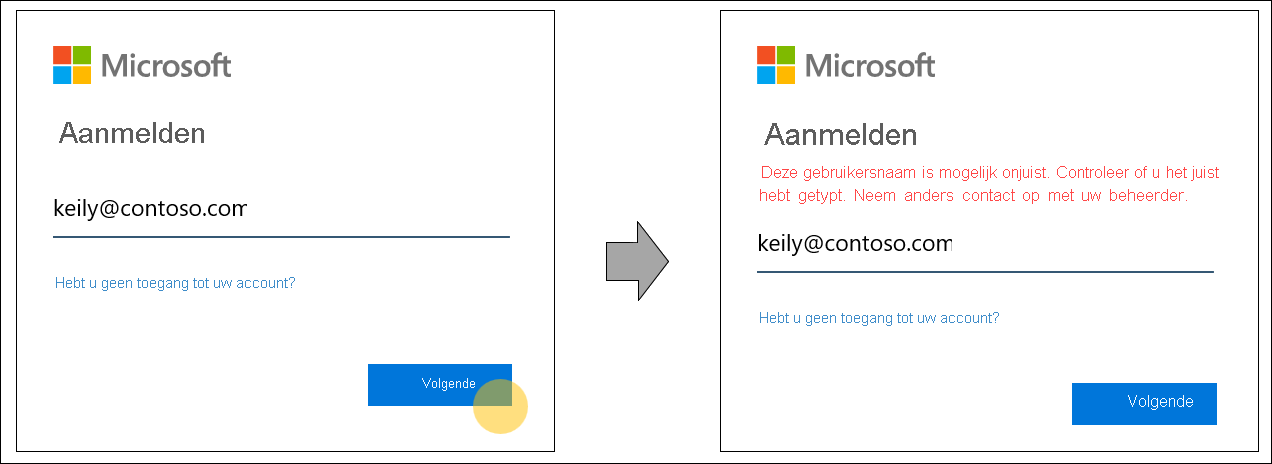 Microsoft
Aanmelden
keily@contoso.com
Hebt u geen toegang tot uw account?
Volgende
Microsoft
Aanmelden
Deze gebruikersnaam is mogelijk onjuist. Controleer of u het juist
hebt getypt. Neem anders contact op met uw beheerder.
keily@contoso.com
Hebt u geen toegang tot uw account?
Volgende